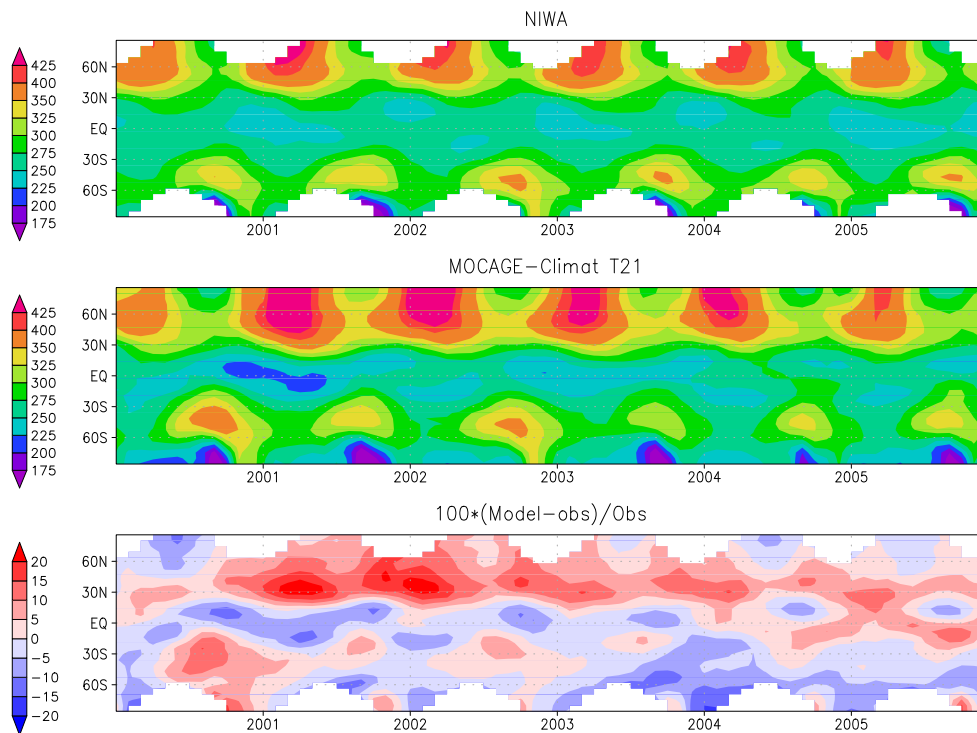 NIWA
425
400
350
325
300
275
250
225
200
175
60N
30N
EQ
30S
60S
2001 2002 2003 2004 2005
MOCAGE-Climat T21
425
400
350
325
300
275
250
225
200
175
60N
30N
EQ
30S
60S
2001 2002 2003 2004 2005
100*(Model-obs)/Obs
20
15
10
5
0
-5
-10
-15
-20
60N
30N
EQ
30S
60S
2001 2002 2003 2004 2005